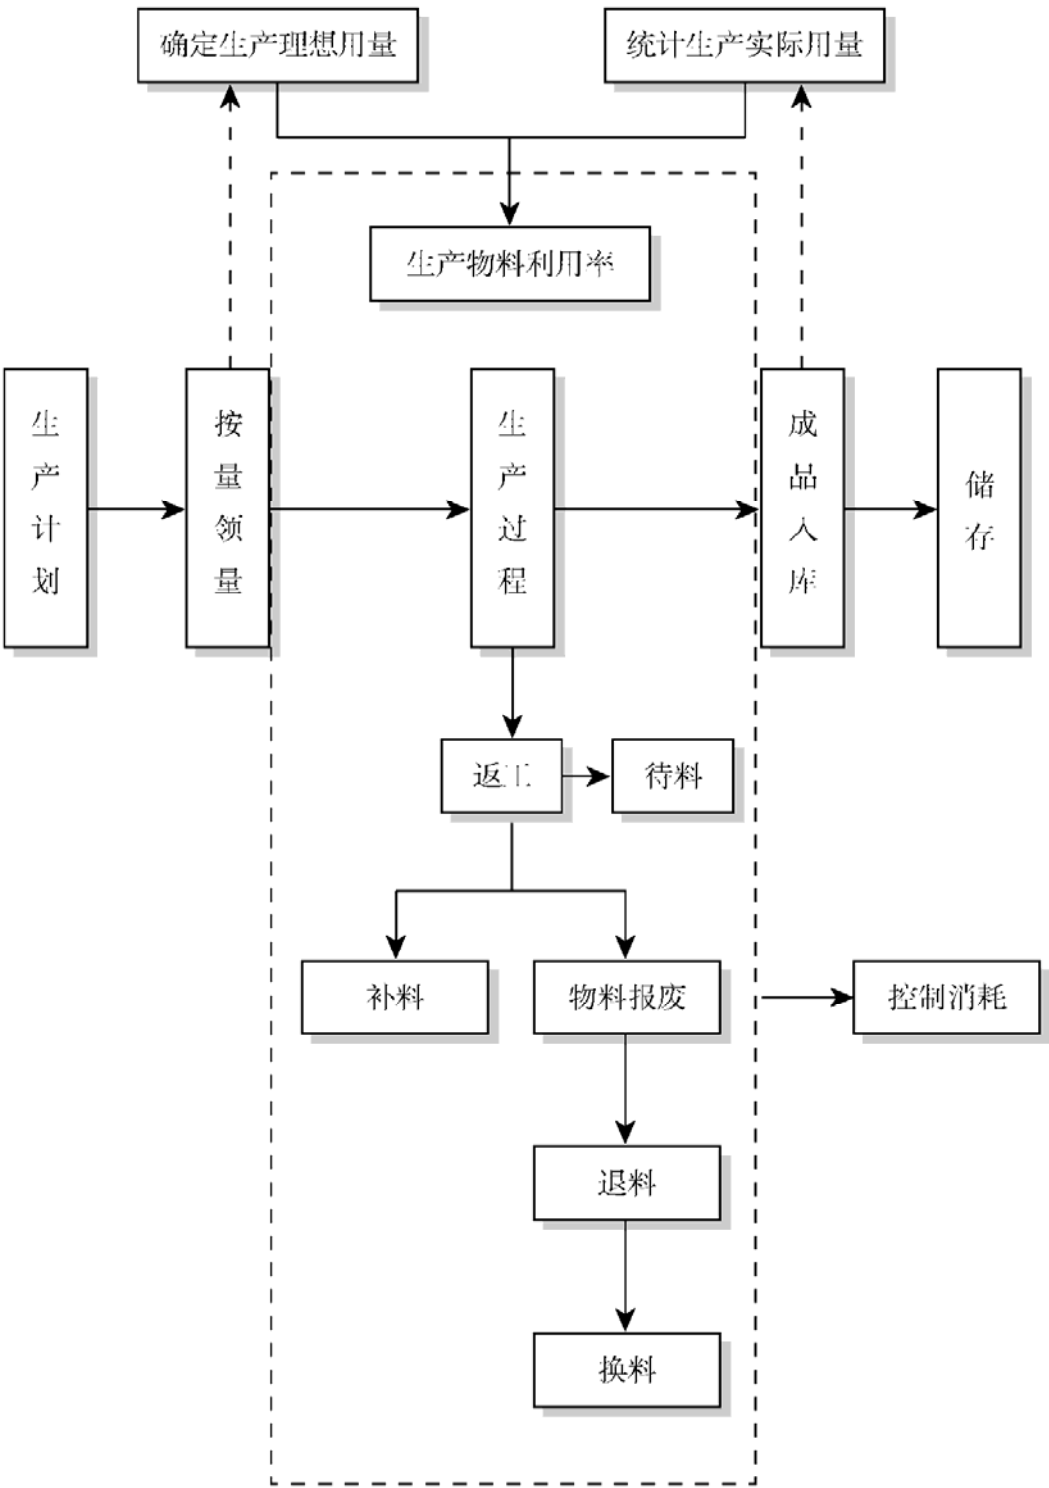 确定生产理想用量
统计生产实际用量
生产物料利用率
生产计划
按量领量
生产过程
成品入库
储存
返工
待料
补料
物料报废
控制消耗
退料
换料